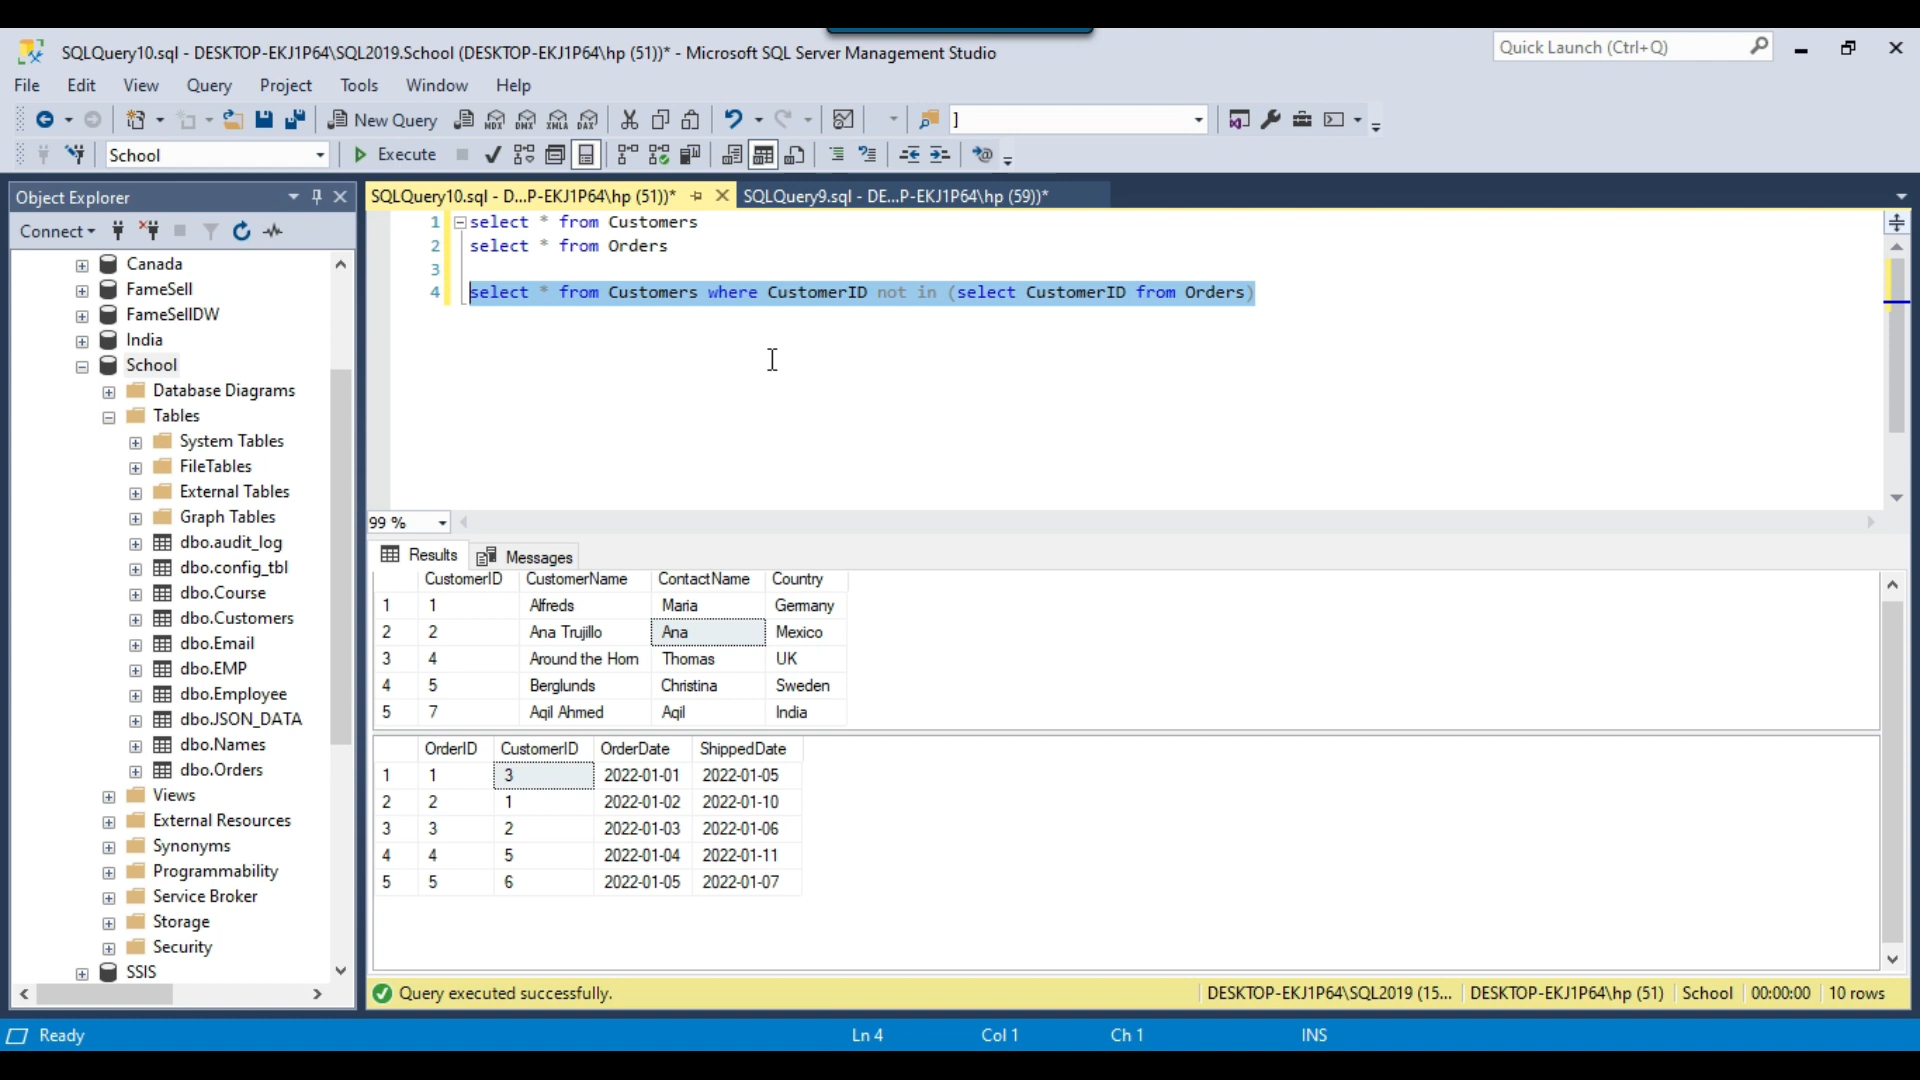 SQLQuery10.sql - DESKTOP-EKJ1P64\SQL2019.School (DESKTOP-EKJ1P64\hp (51))* - Microsoft SQL Server Management Studio
Quick Launch (Ctrl+Q)
File Edit View Query Project Tools Window Help
New Query MDX DMX XMLA DAX ]
School Execute
Object Explorer
SQLQuery10.sql - D...P-EKJ1P64\hp (51))* SQLQuery9.sql - DE...P-EKJ1P64\hp (59))*
Connect
Canada
FameSell
FameSellDW
India
School
Database Diagrams
Tables
System Tables
FileTables
External Tables
Graph Tables
dbo.audit_log
dbo.config_tbl
dbo.Course
dbo.Customers
dbo.Email
dbo.EMP
dbo.Employee
dbo.JSON_DATA
dbo.Names
dbo.Orders
Views
External Resources
Synonyms
Programmability
Service Broker
Storage
Security
SSIS
1 select * from Customers
2 select * from Orders
3
4 select * from Customers where CustomerID not in (select CustomerID from Orders)
99 %
Results Messages
CustomerID CustomerName ContactName Country
1 1 Alfreds Maria Germany
2 2 Ana Trujillo Ana Mexico
3 4 Around the Horn Thomas UK
4 5 Berglunds Christina Sweden
5 7 Aqil Ahmed Aqil India
OrderID CustomerID OrderDate ShippedDate
1 1 3 2022-01-01 2022-01-05
2 2 1 2022-01-02 2022-01-10
3 3 2 2022-01-03 2022-01-06
4 4 5 2022-01-04 2022-01-11
5 5 6 2022-01-05 2022-01-07
Query executed successfully. DESKTOP-EKJ1P64\SQL2019 (15... DESKTOP-EKJ1P64\hp (51) School 00:00:00 10 rows
Ready Ln 4 Col 1 Ch 1 INS